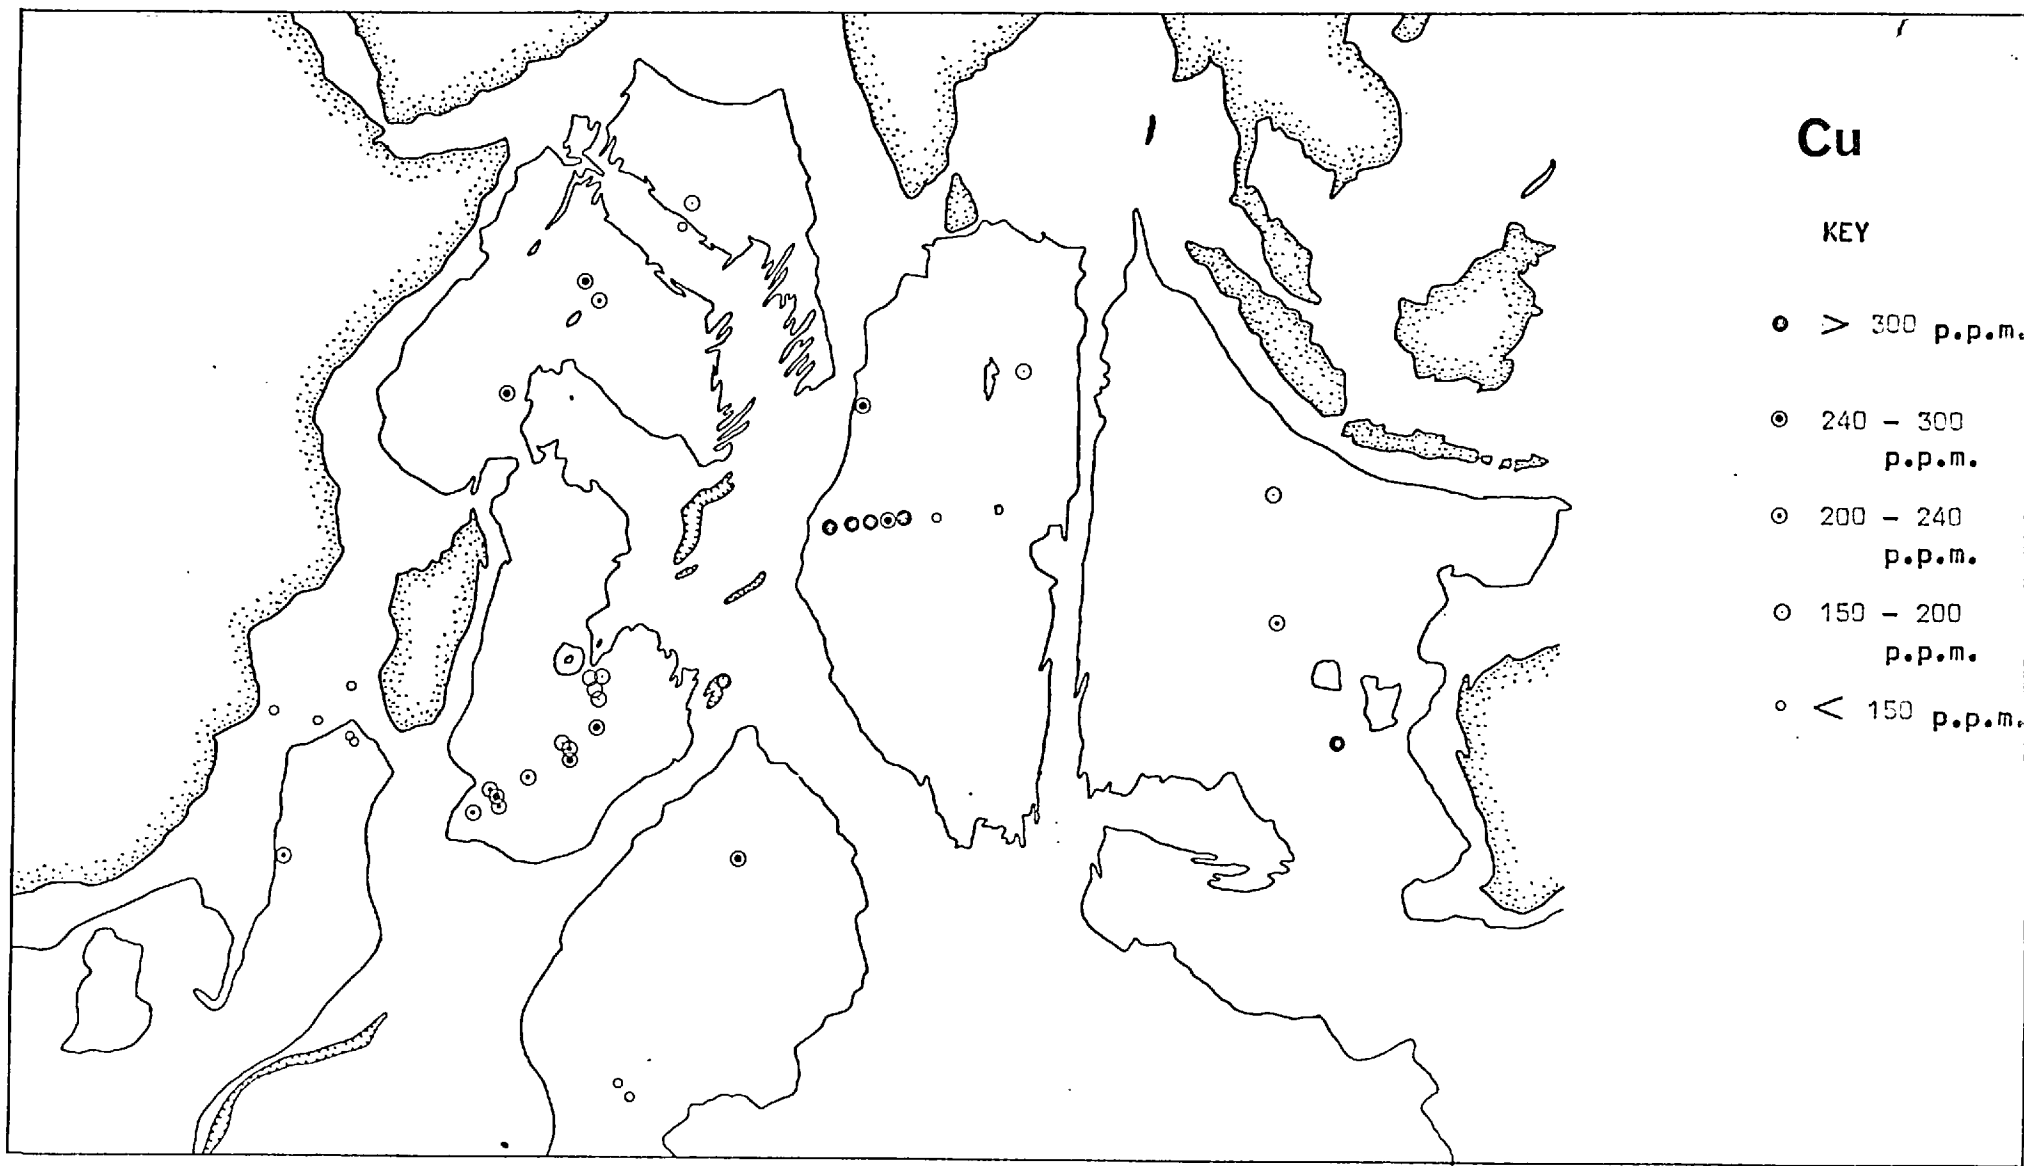 Cu
KEY
> 300 p.p.m.
240 – 300
p.p.m.
200 – 240
p.p.m.
150 – 200
p.p.m.
< 150 p.p.m.